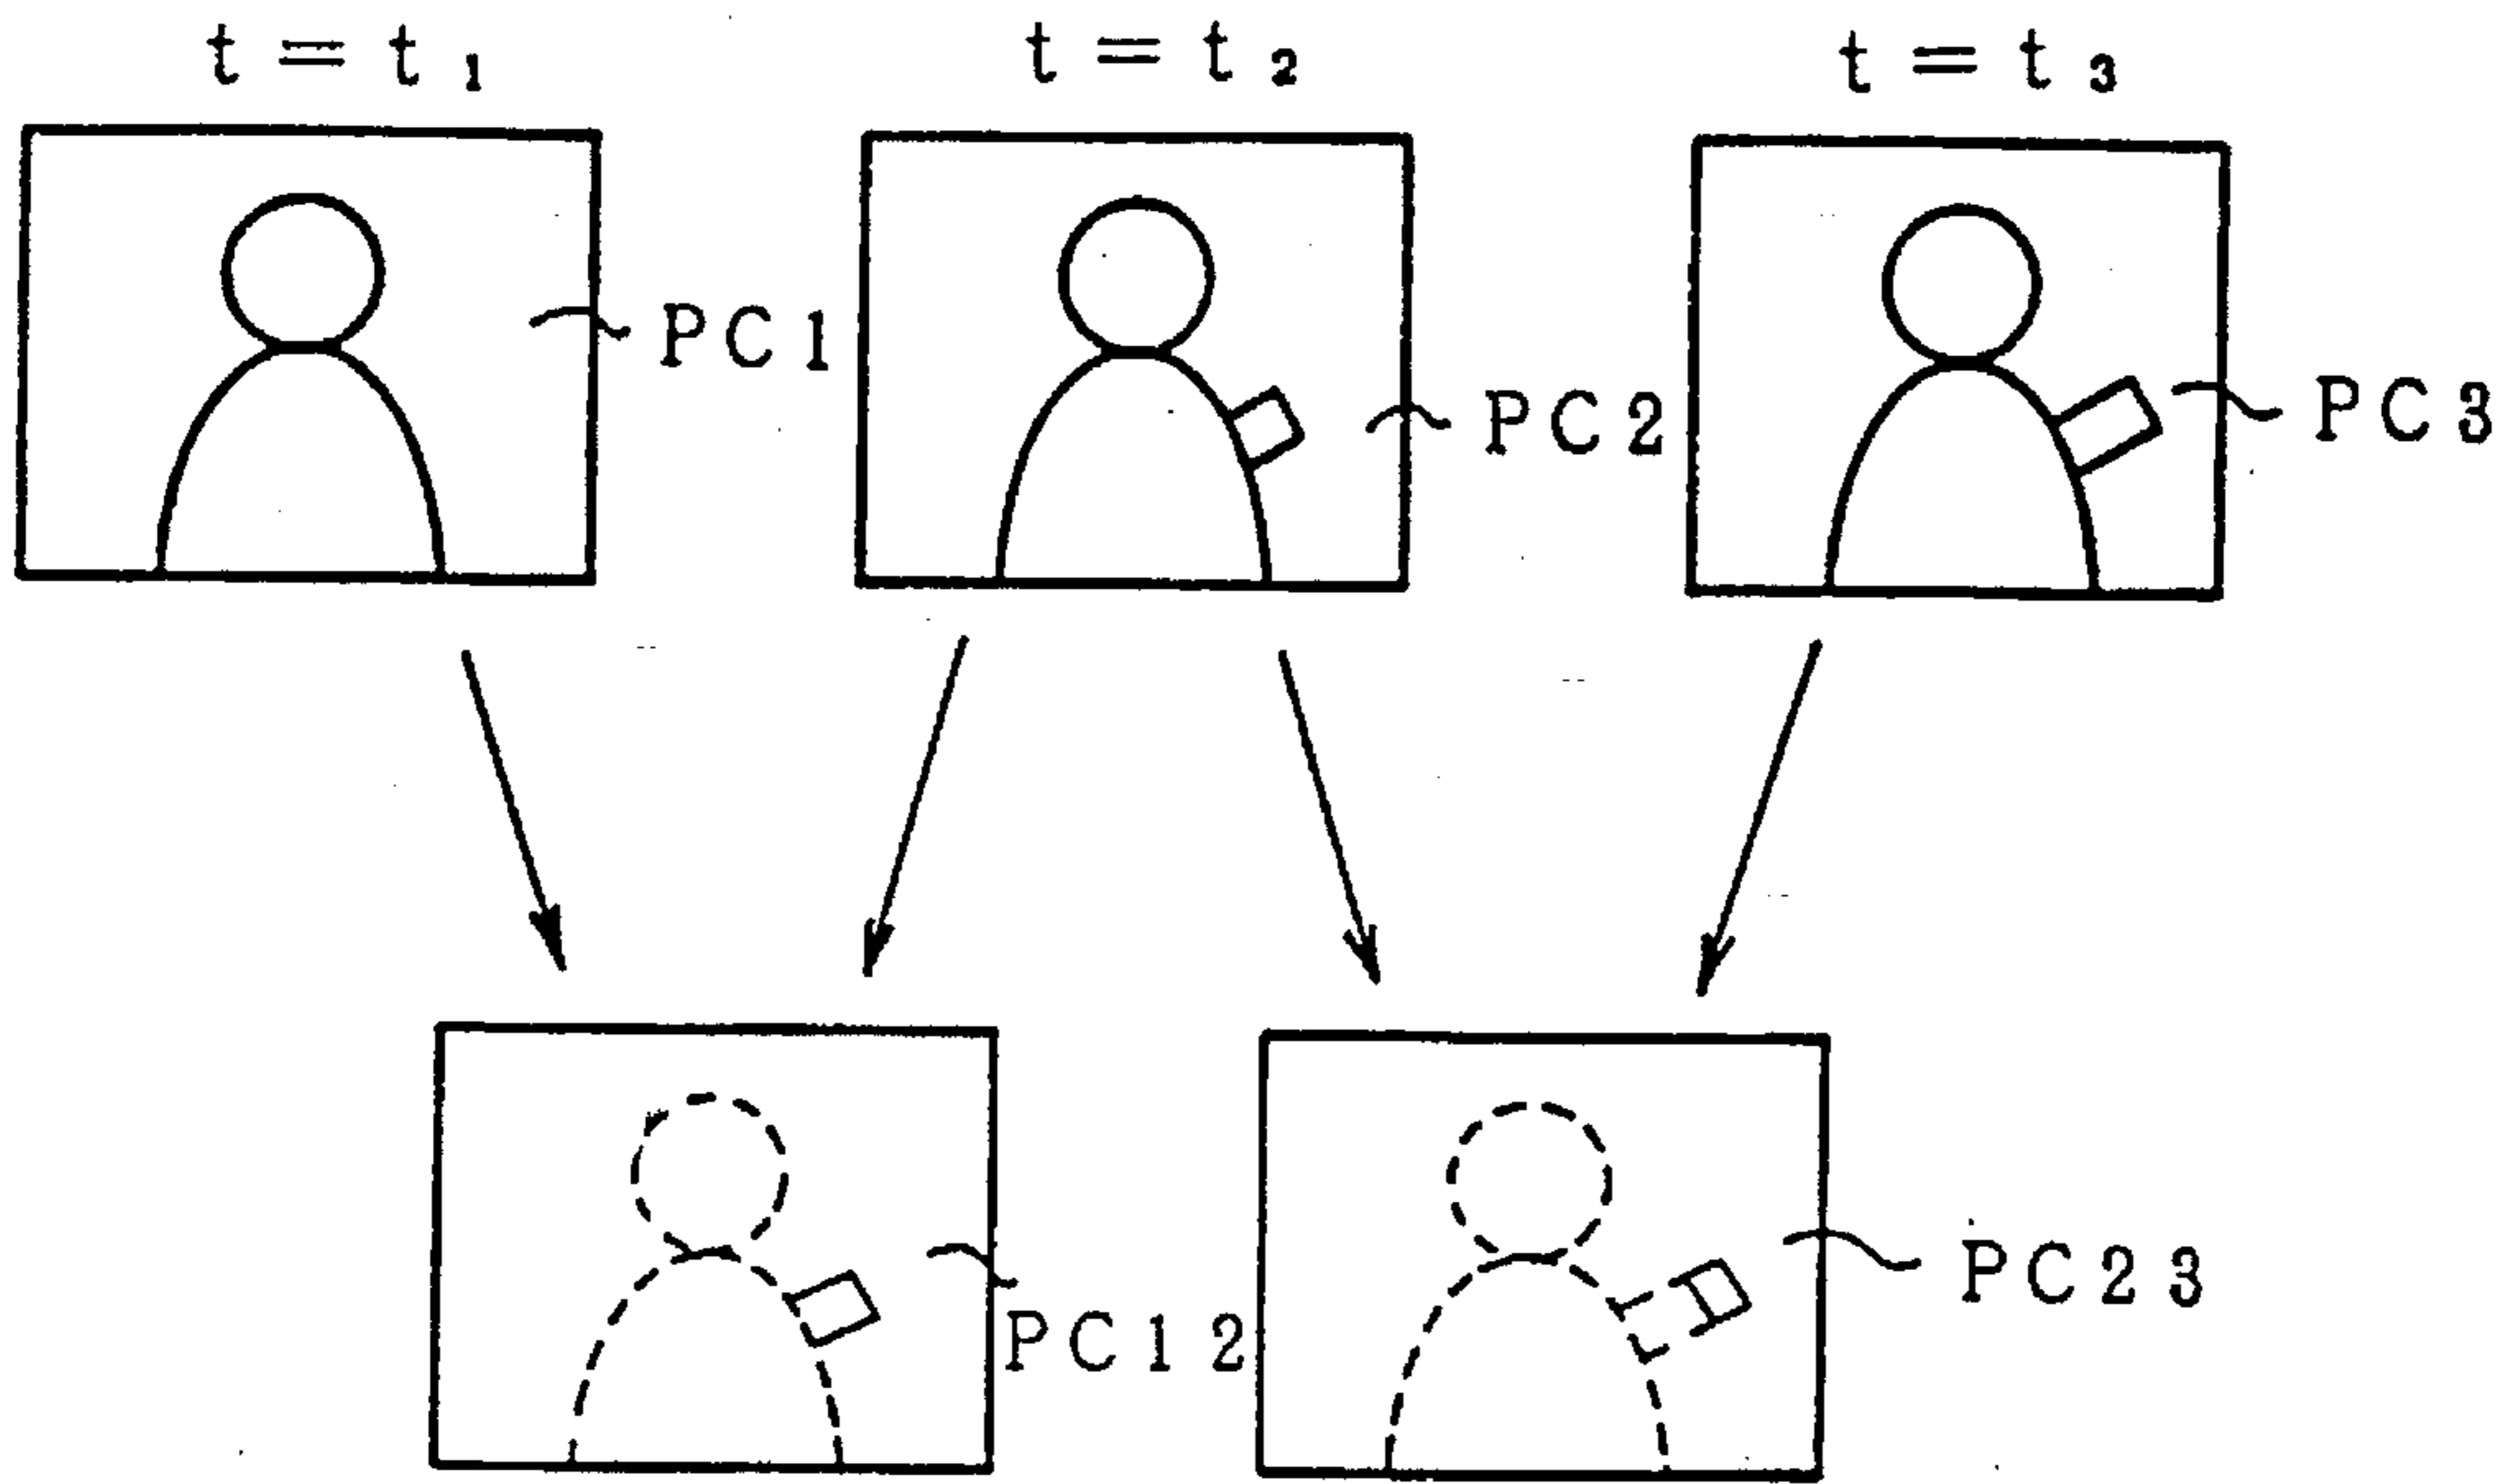 t = t₁
t = t₂
t = t₃
PC1
PC2
PC3
PC12
PC23